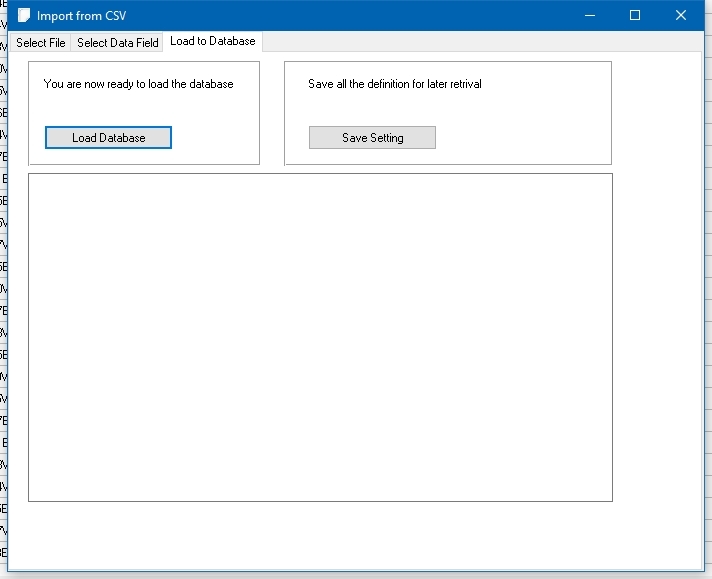 Import from CSV
Select File
Select Data Field
Load to Database
You are now ready to load the database
Save all the definition for later retrival
Load Database
Save Setting